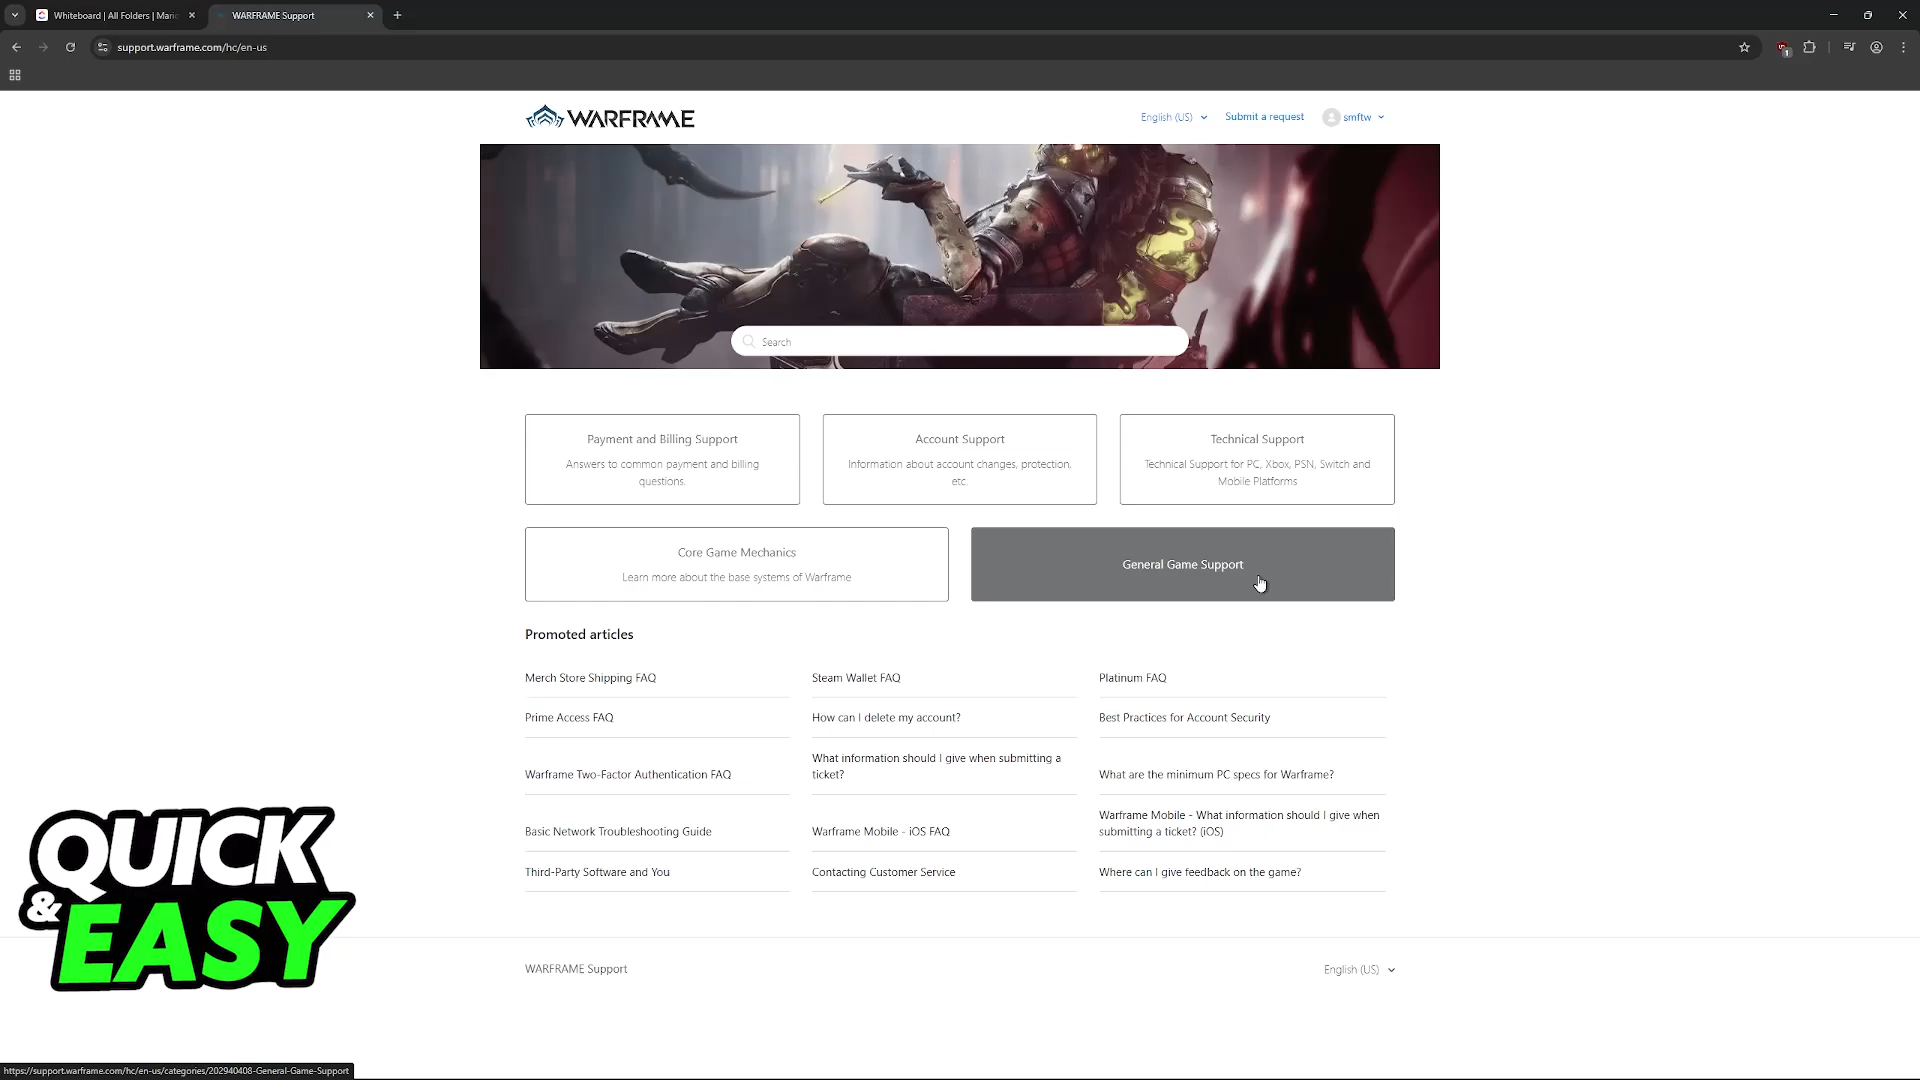 Whiteboard | All Folders | Mario
WARFRAME Support
support.warframe.com/hc/en-us
1
WARFRAME
English (US)
Submit a request
smftw
Search
Payment and Billing Support
Answers to common payment and billing
questions.
Account Support
Information about account changes, protection,
etc.
Technical Support
Technical Support for PC, Xbox, PSN, Switch and
Mobile Platforms
Core Game Mechanics
Learn more about the base systems of Warframe
General Game Support
Promoted articles
Merch Store Shipping FAQ
Steam Wallet FAQ
Platinum FAQ
Prime Access FAQ
How can I delete my account?
Best Practices for Account Security
Warframe Two-Factor Authentication FAQ
What information should I give when submitting a
ticket?
What are the minimum PC specs for Warframe?
Basic Network Troubleshooting Guide
Warframe Mobile - iOS FAQ
Warframe Mobile - What information should I give when
submitting a ticket? (iOS)
Third-Party Software and You
Contacting Customer Service
Where can I give feedback on the game?
QUICK
& EASY
WARFRAME Support
English (US)
https://support.warframe.com/hc/en-us/categories/202940408-General-Game-Support